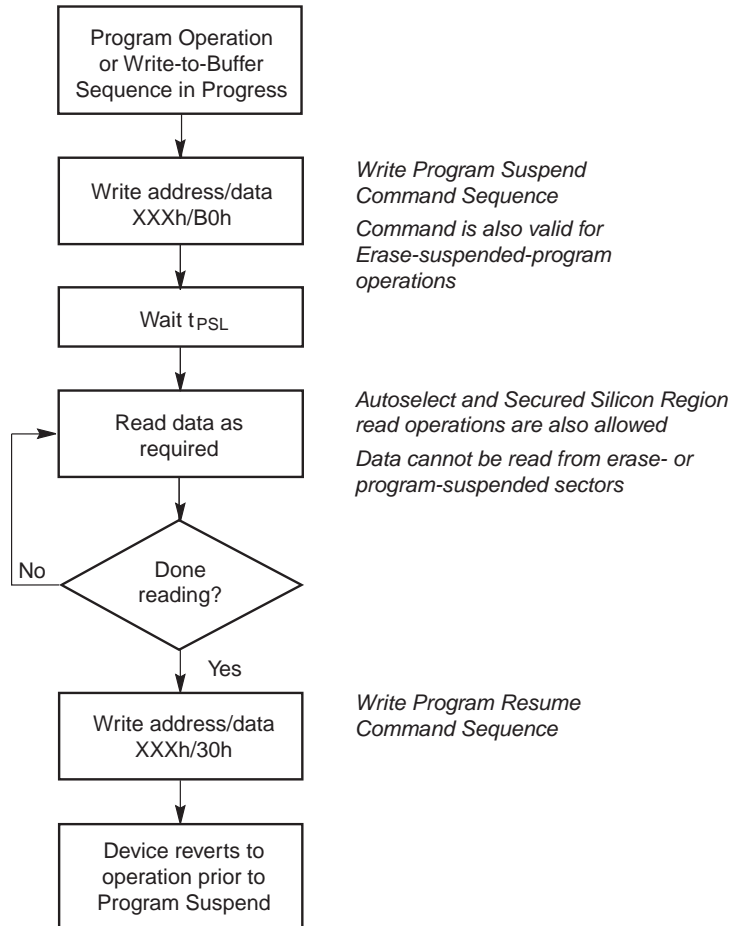 Program Operation
or Write-to-Buffer
Sequence in Progress
Write address/data
XXXh/B0h
Write Program Suspend
Command Sequence
Command is also valid for
Erase-suspended-program
operations
Wait tPSL
Read data as
required
Autoselect and Secured Silicon Region
read operations are also allowed
Data cannot be read from erase- or
program-suspended sectors
No
Done
reading?
Yes
Write address/data
XXXh/30h
Write Program Resume
Command Sequence
Device reverts to
operation prior to
Program Suspend